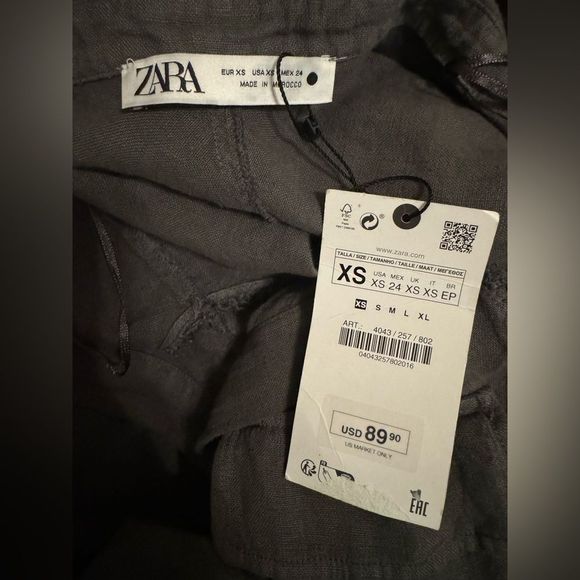 ZARA
EUR XS USA XS MEX 24
MADE IN MOROCCO
FSC
www.zara.com
TALLA / SIZE / TAMANHO / TAILLE / МАAT / ΜΕΓΕΘΟΣ
XS
USA MEX UK IT BR
XS 24 XS XS EP
XS S M L XL
ART.: 4043 / 257 / 802
04043257802016
USD 89.90
US MARKET ONLY
EAC